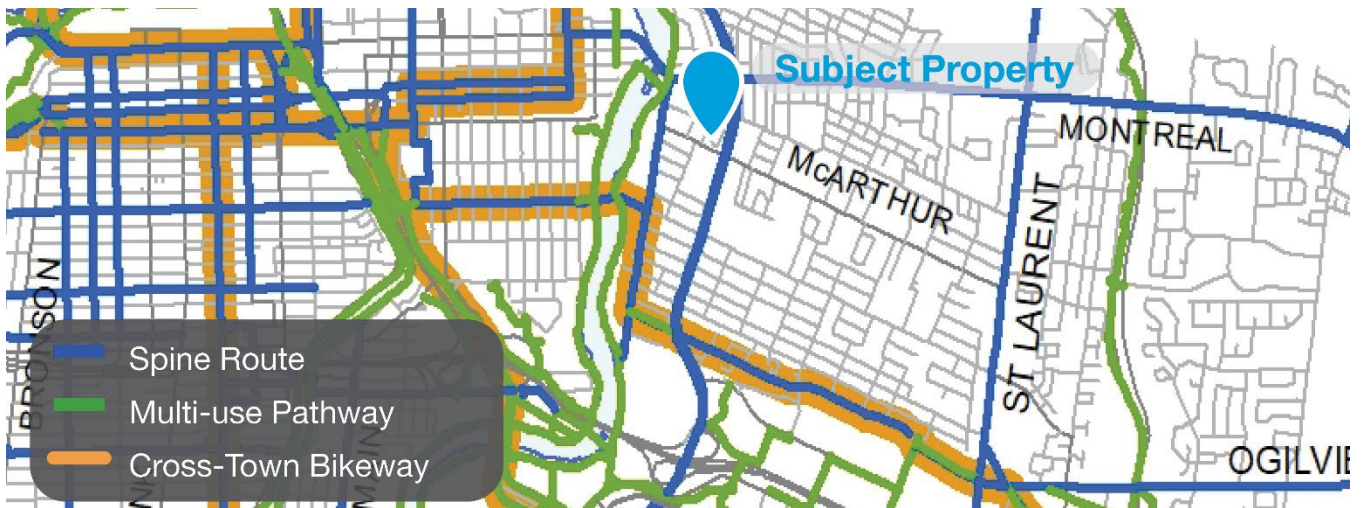 Subject Property
MONTREAL
McARTHUR
ST LAURENT
BRONSON
Spine Route
Multi-use Pathway
Cross-Town Bikeway
OGILVIE